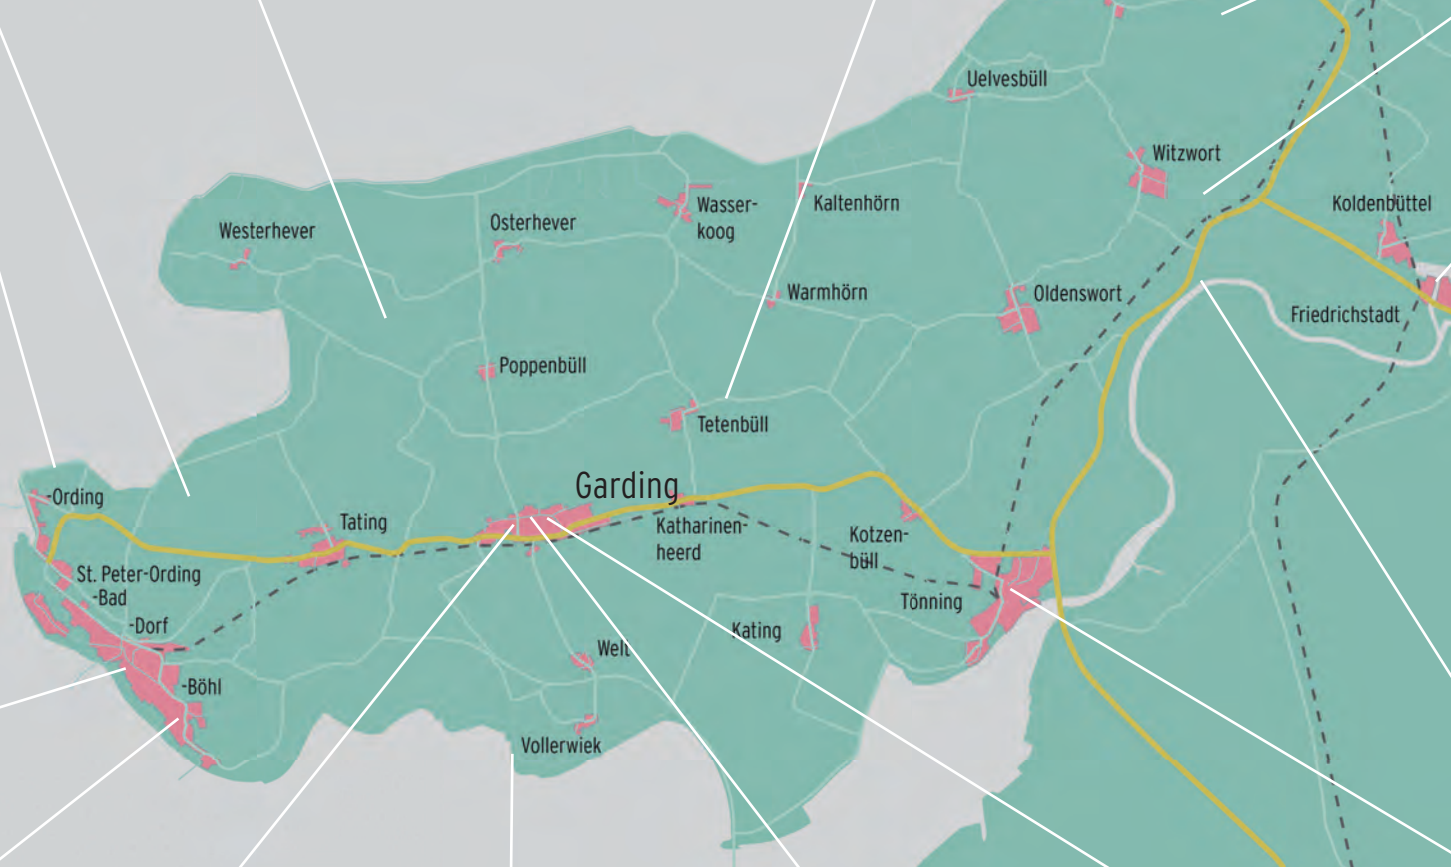 Uelvesbüll
Witzwort
Kaltenhörn
Wasser-
koog
Koldenbüttel
Westerhever
Osterhever
Warmhörn
Oldenswort
Friedrichstadt
Poppenbüll
Tetenbüll
Garding
-Ording
Tating
Katharinen-
heerd
Kotzen-
büll
St. Peter-Ording
-Bad
Tönning
-Dorf
Kating
Welt
-Böhl
Vollerwiek